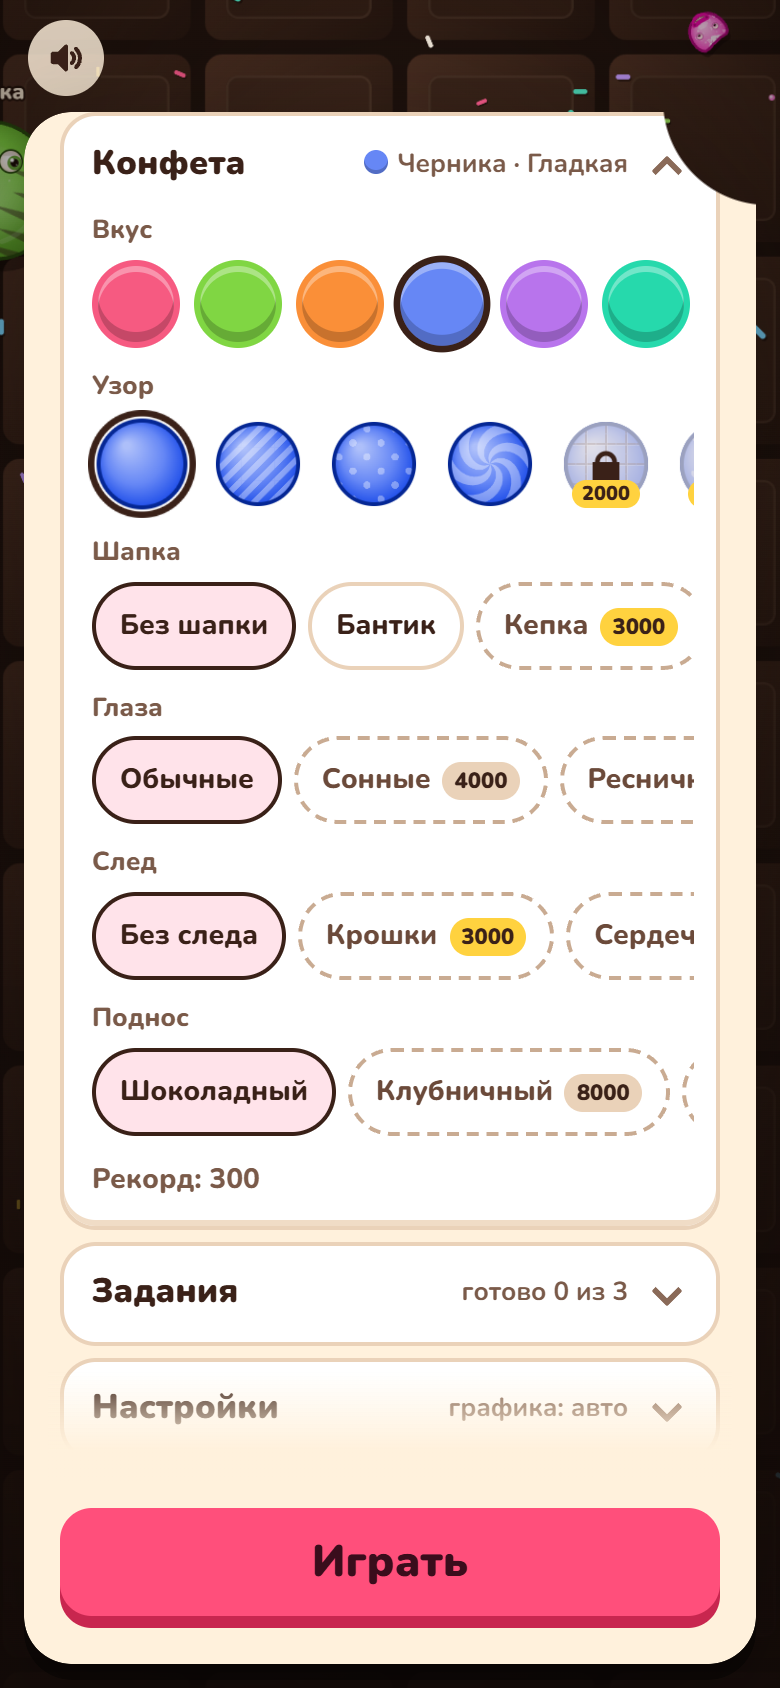 ка
Конфета Черника · Гладкая
Вкус
Узор
2000
Шапка
Без шапки Бантик Кепка 3000
Глаза
Обычные Сонные 4000
След
Без следа Крошки 3000
Поднос
Шоколадный Клубничный 8000
Рекорд: 300
Задания готово 0 из 3
Настройки графика: авто
Играть